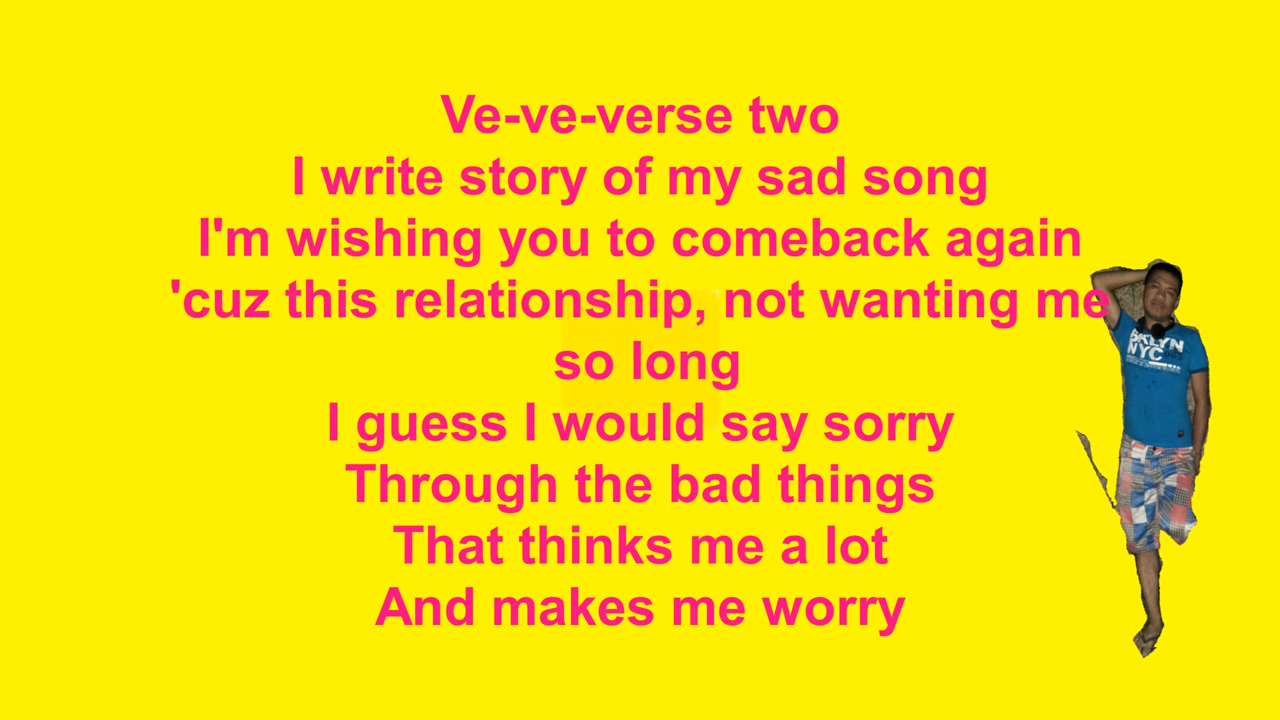 Ve-ve-verse two
I write story of my sad song
I'm wishing you to comeback again
'cuz this relationship, not wanting me
so long
I guess I would say sorry
Through the bad things
That thinks me a lot
And makes me worry
NYC